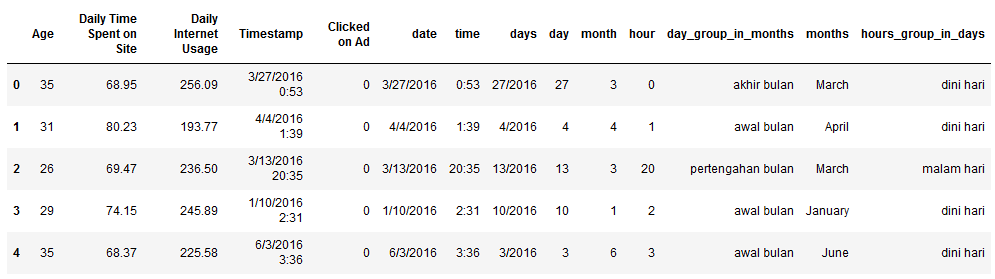 Age Daily Time Spent on Site Daily Internet Usage Timestamp Clicked on Ad date time days day month hour day_group_in_months months hours_group_in_days
0 35 68.95 256.09 3/27/2016 0:53 0 3/27/2016 0:53 27/2016 27 3 0 akhir bulan March dini hari
1 31 80.23 193.77 4/4/2016 1:39 0 4/4/2016 1:39 4/2016 4 4 1 awal bulan April dini hari
2 26 69.47 236.50 3/13/2016 20:35 0 3/13/2016 20:35 13/2016 13 3 20 pertengahan bulan March malam hari
3 29 74.15 245.89 1/10/2016 2:31 0 1/10/2016 2:31 10/2016 10 1 2 awal bulan January dini hari
4 35 68.37 225.58 6/3/2016 3:36 0 6/3/2016 3:36 3/2016 3 6 3 awal bulan June dini hari